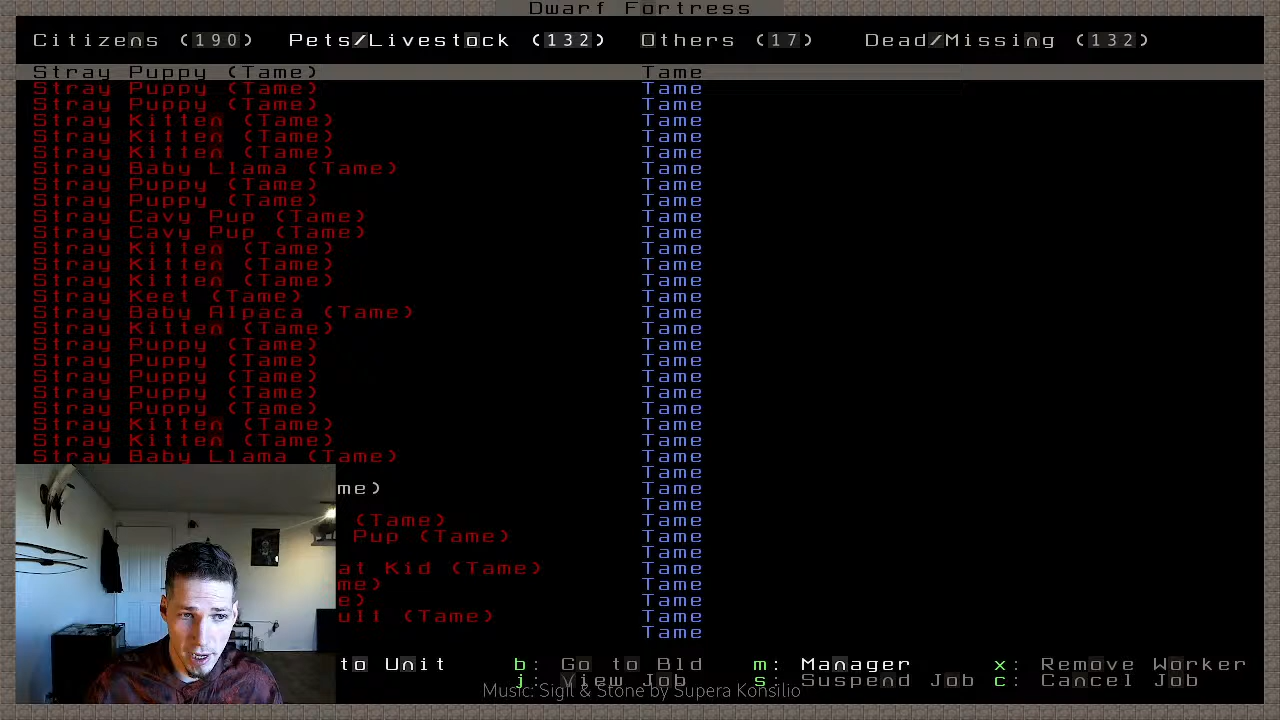 Dwarf Fortress
Citizens (190) Pets/Livestock (132) Others (17) Dead/Missing (132)
Stray Puppy (Tame) Tame
Stray Puppy (Tame) Tame
Stray Puppy (Tame) Tame
Stray Kitten (Tame) Tame
Stray Kitten (Tame) Tame
Stray Kitten (Tame) Tame
Stray Baby Llama (Tame) Tame
Stray Puppy (Tame) Tame
Stray Puppy (Tame) Tame
Stray Cavy Pup (Tame) Tame
Stray Cavy Pup (Tame) Tame
Stray Kitten (Tame) Tame
Stray Kitten (Tame) Tame
Stray Kitten (Tame) Tame
Stray Keet (Tame) Tame
Stray Baby Alpaca (Tame) Tame
Stray Kitten (Tame) Tame
Stray Puppy (Tame) Tame
Stray Puppy (Tame) Tame
Stray Puppy (Tame) Tame
Stray Puppy (Tame) Tame
Stray Puppy (Tame) Tame
Stray Kitten (Tame) Tame
Stray Kitten (Tame) Tame
Stray Baby Llama (Tame) Tame
Tame
me) Tame
Tame
(Tame) Tame
Pup (Tame) Tame
Tame
at Kid (Tame) Tame
me) Tame
e) Tame
ult (Tame) Tame
Tame
to Unit b: Go to Bld m: Manager x: Remove Worker
j: View Job s: Suspend Job c: Cancel Job
Music: Sigil & Stone by Supera Konsilio